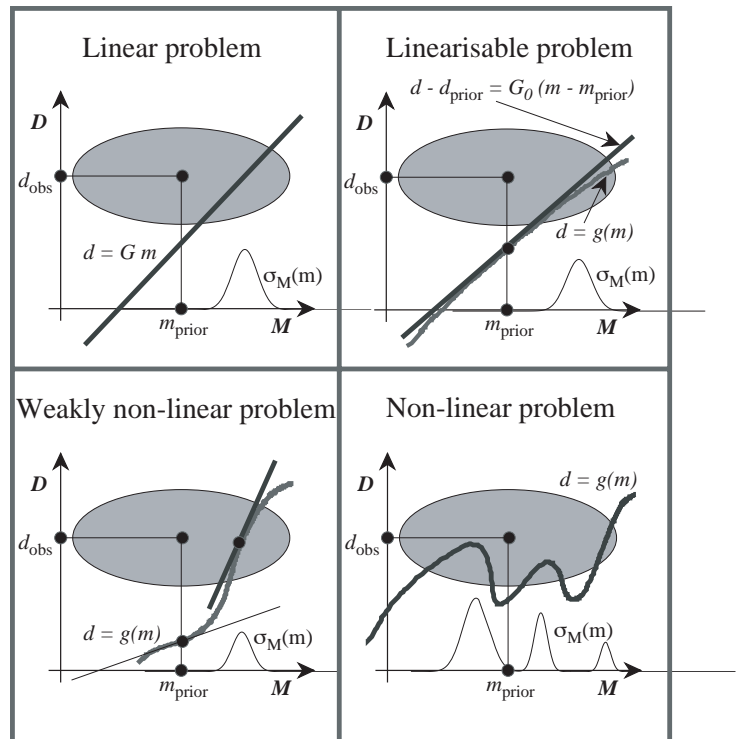 Linear problem
D
d_obs
d = G m
σ_M(m)
m_prior
M
Linearisable problem
d - d_prior = G_0 (m - m_prior)
D
d_obs
d = g(m)
σ_M(m)
m_prior
M
Weakly non-linear problem
D
d_obs
d = g(m)
σ_M(m)
m_prior
M
Non-linear problem
D
d = g(m)
d_obs
σ_M(m)
m_prior
M